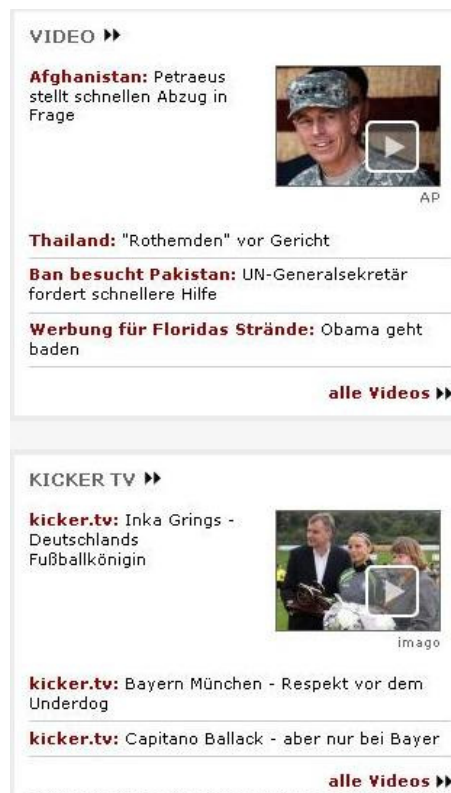 VIDEO
Afghanistan: Petraeus
stellt schnellen Abzug in
Frage
AP
Thailand: "Rothemden" vor Gericht
Ban besucht Pakistan: UN-Generalsekretär
fordert schnellere Hilfe
Werbung für Floridas Strände: Obama geht
baden
alle Videos
KICKER TV
kicker.tv: Inka Grings -
Deutschlands
Fußballkönigin
imago
kicker.tv: Bayern München - Respekt vor dem
Underdog
kicker.tv: Capitano Ballack - aber nur bei Bayer
alle Videos